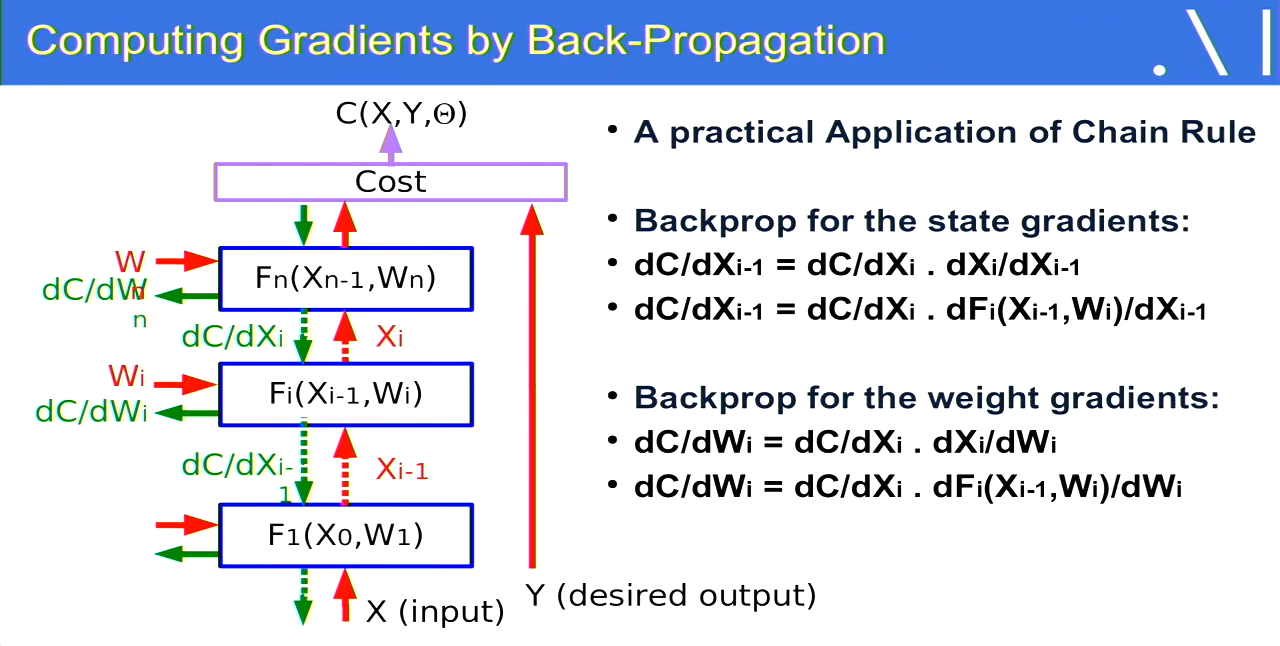 Computing Gradients by Back-Propagation
C(X,Y,Θ)
Cost
Fn(Xn-1,Wn)
W
n
dC/dW
n
dC/dXi
Xi
Wi
Fi(Xi-1,Wi)
dC/dWi
dC/dXi-
1
Xi-1
F1(X0,W1)
X (input)
Y (desired output)
• A practical Application of Chain Rule
• Backprop for the state gradients:
• dC/dXi-1 = dC/dXi . dXi/dXi-1
• dC/dXi-1 = dC/dXi . dFi(Xi-1,Wi)/dXi-1
• Backprop for the weight gradients:
• dC/dWi = dC/dXi . dXi/dWi
• dC/dWi = dC/dXi . dFi(Xi-1,Wi)/dWi